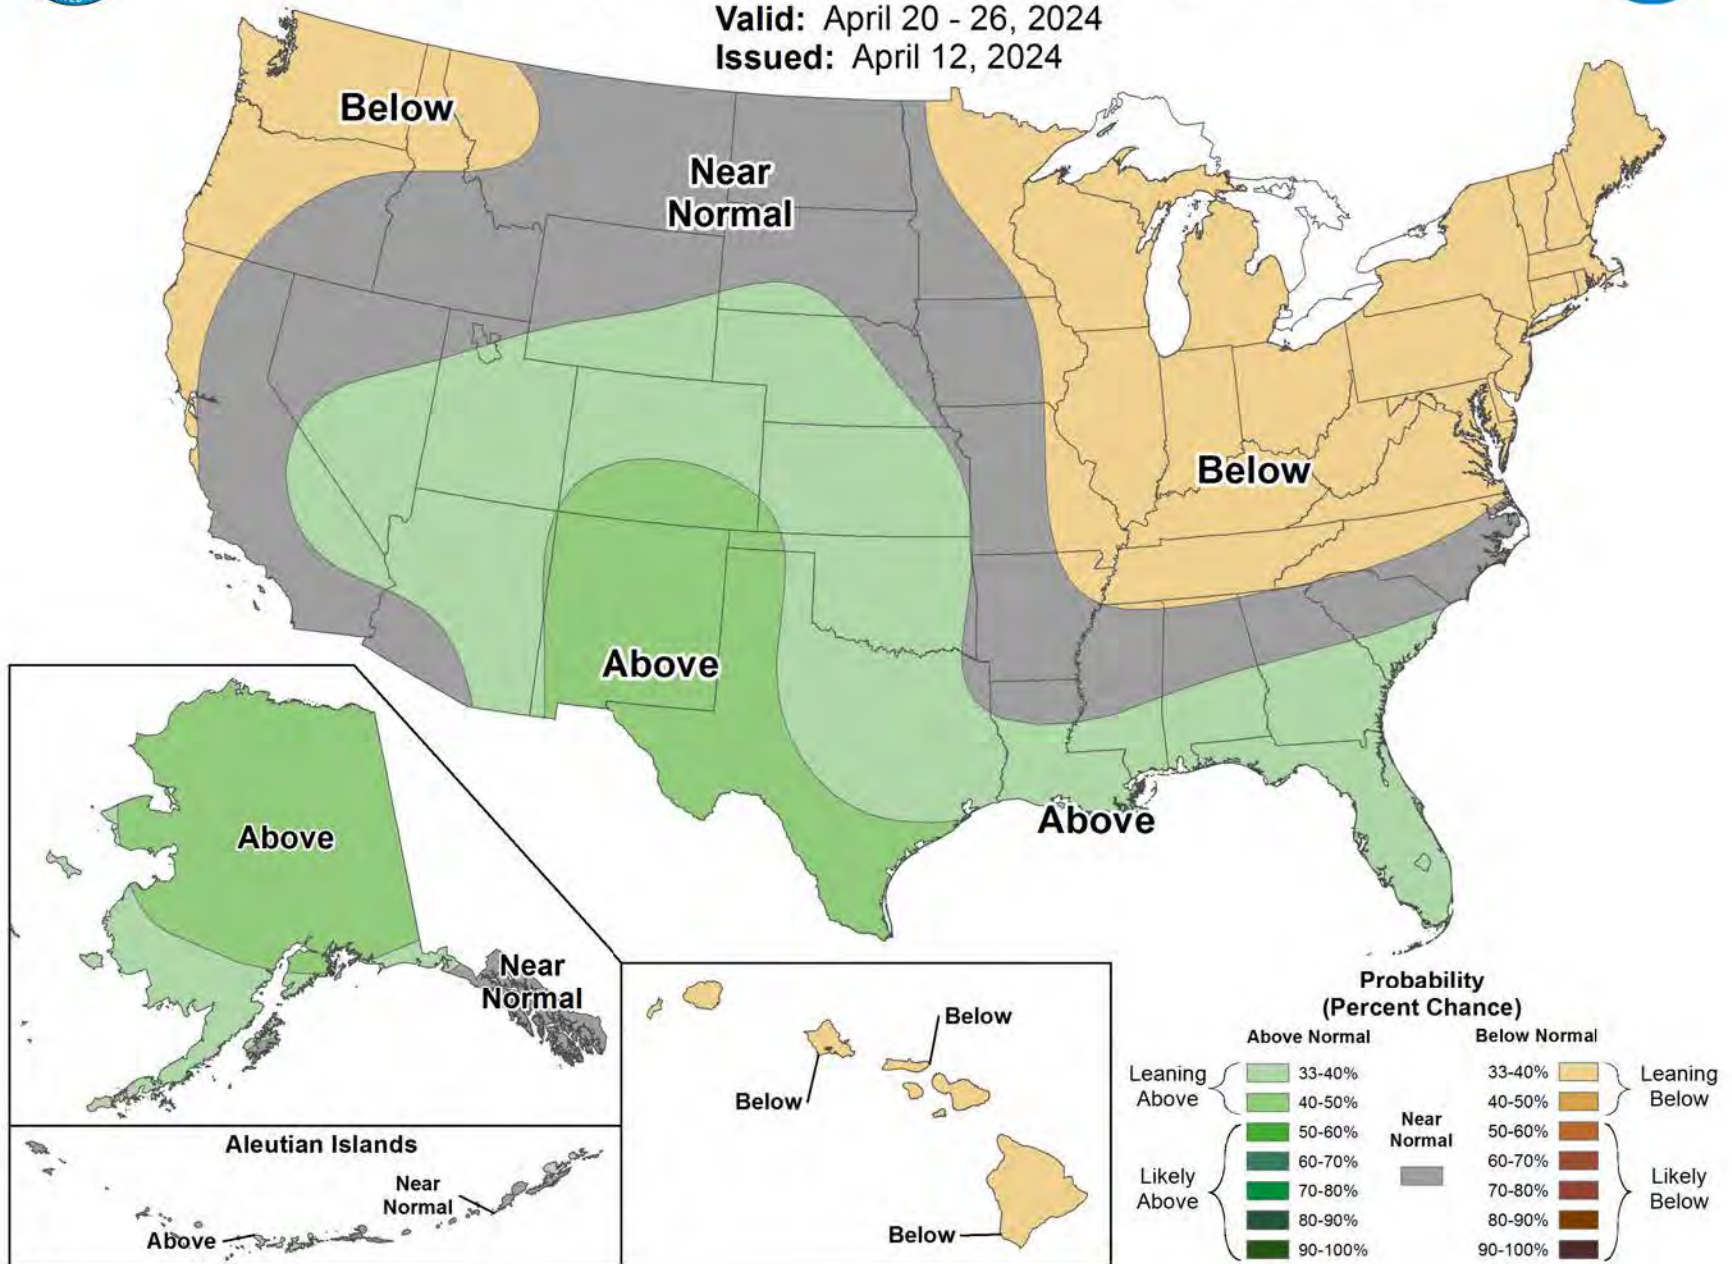 Valid: April 20 - 26, 2024
Issued: April 12, 2024
Below
Near
Normal
Below
Above
Above
Above
Near
Normal
Aleutian Islands
Near
Normal
Above
Below
Below
Below
Probability
(Percent Chance)
Above Normal
Below Normal
Leaning
Above
33-40%
40-50%
Likely
Above
50-60%
60-70%
70-80%
80-90%
90-100%
Near
Normal
33-40%
40-50%
Leaning
Below
50-60%
60-70%
70-80%
80-90%
90-100%
Likely
Below